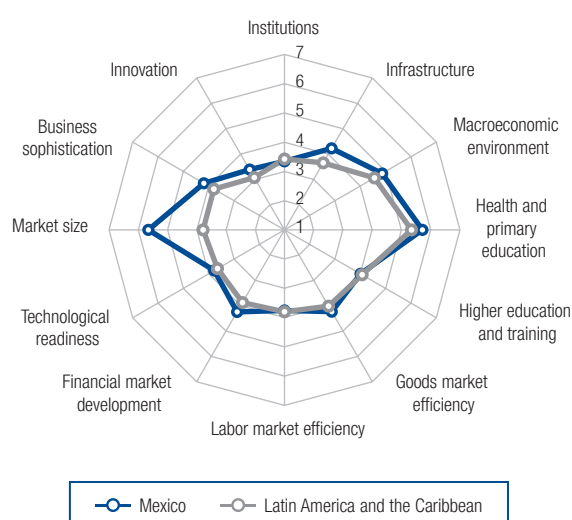 Institutions
7
Innovation
Infrastructure
6
5
Business
sophistication
Macroeconomic
environment
4
3
Market size
2
1
Health and
primary
education
Technological
readiness
Higher education
and training
Financial market
development
Goods market
efficiency
Labor market efficiency
Mexico
Latin America and the Caribbean